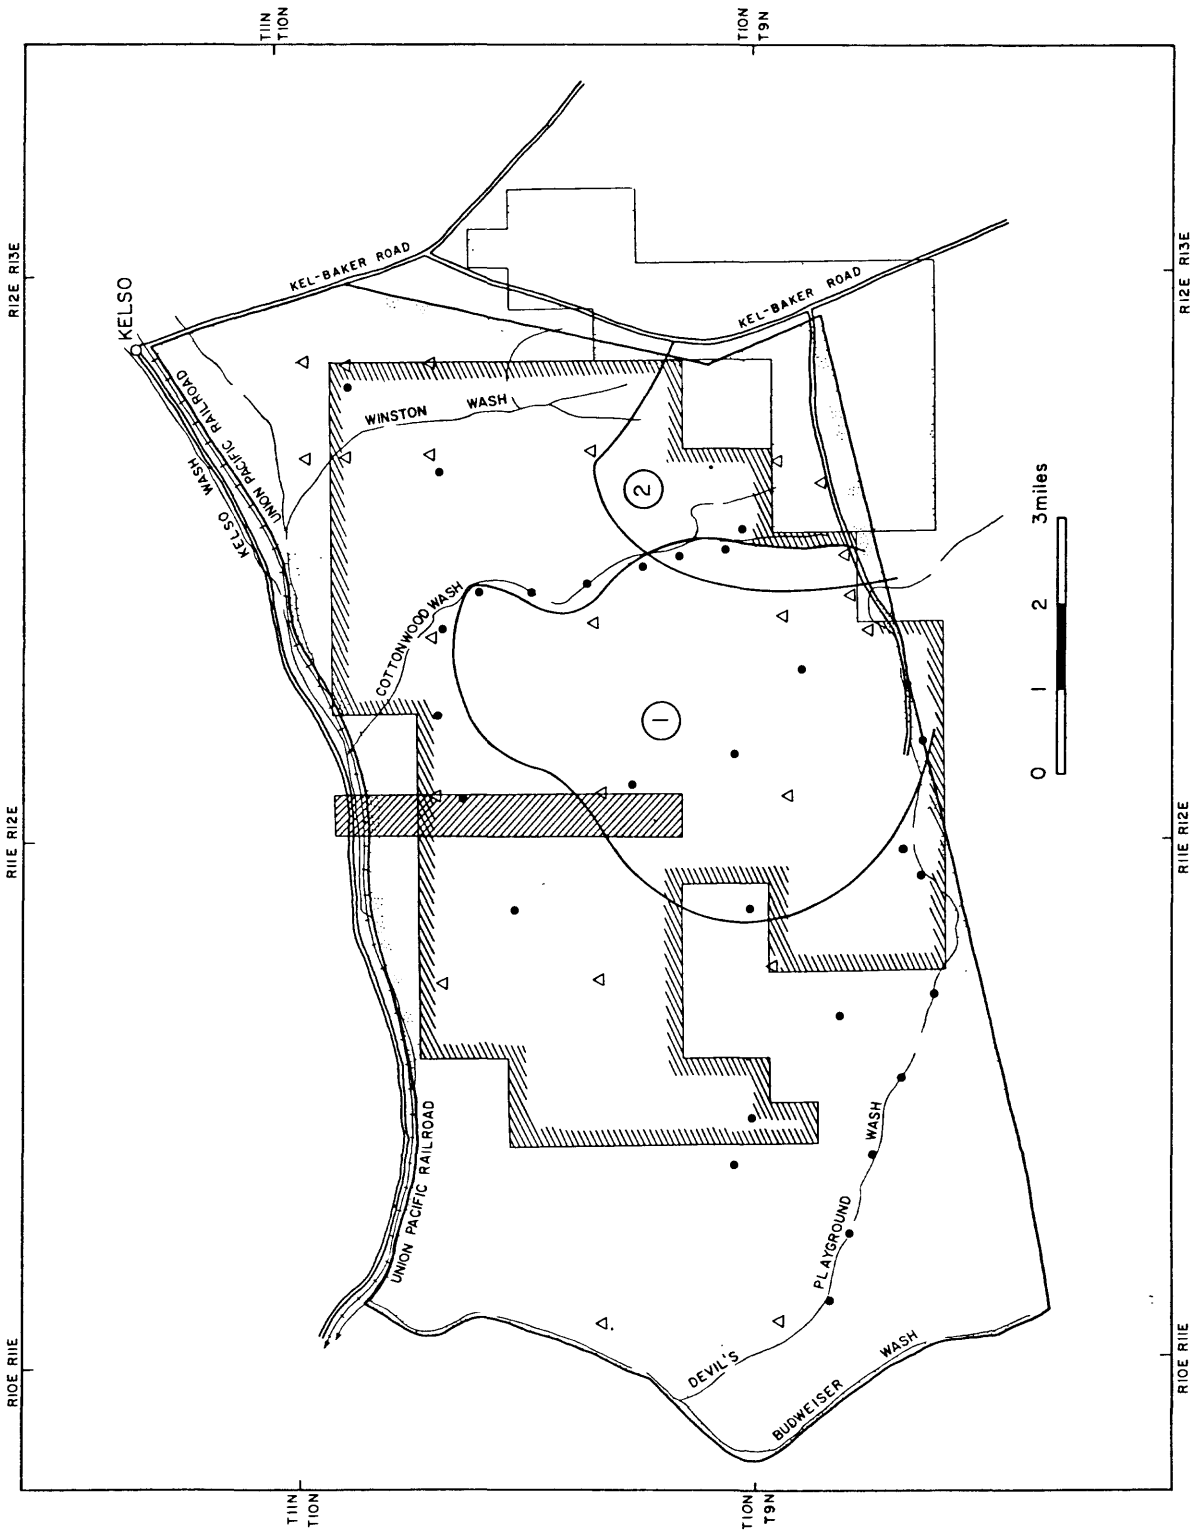 T11N
T10N
T10N
T9N
R12E R13E
R12E R13E
KELSO
KEL-BAKER ROAD
KEL-BAKER ROAD
UNION PACIFIC RAILROAD
KELSO WASH
WINSTON WASH
COTTONWOOD WASH
2
1
0 1 2 3 miles
R11E R12E
R11E R12E
UNION PACIFIC RAILROAD
PLAYGROUND WASH
DEVIL'S
BUDWEISER WASH
R10E R11E
R10E R11E
T11N
T10N
T10N
T9N